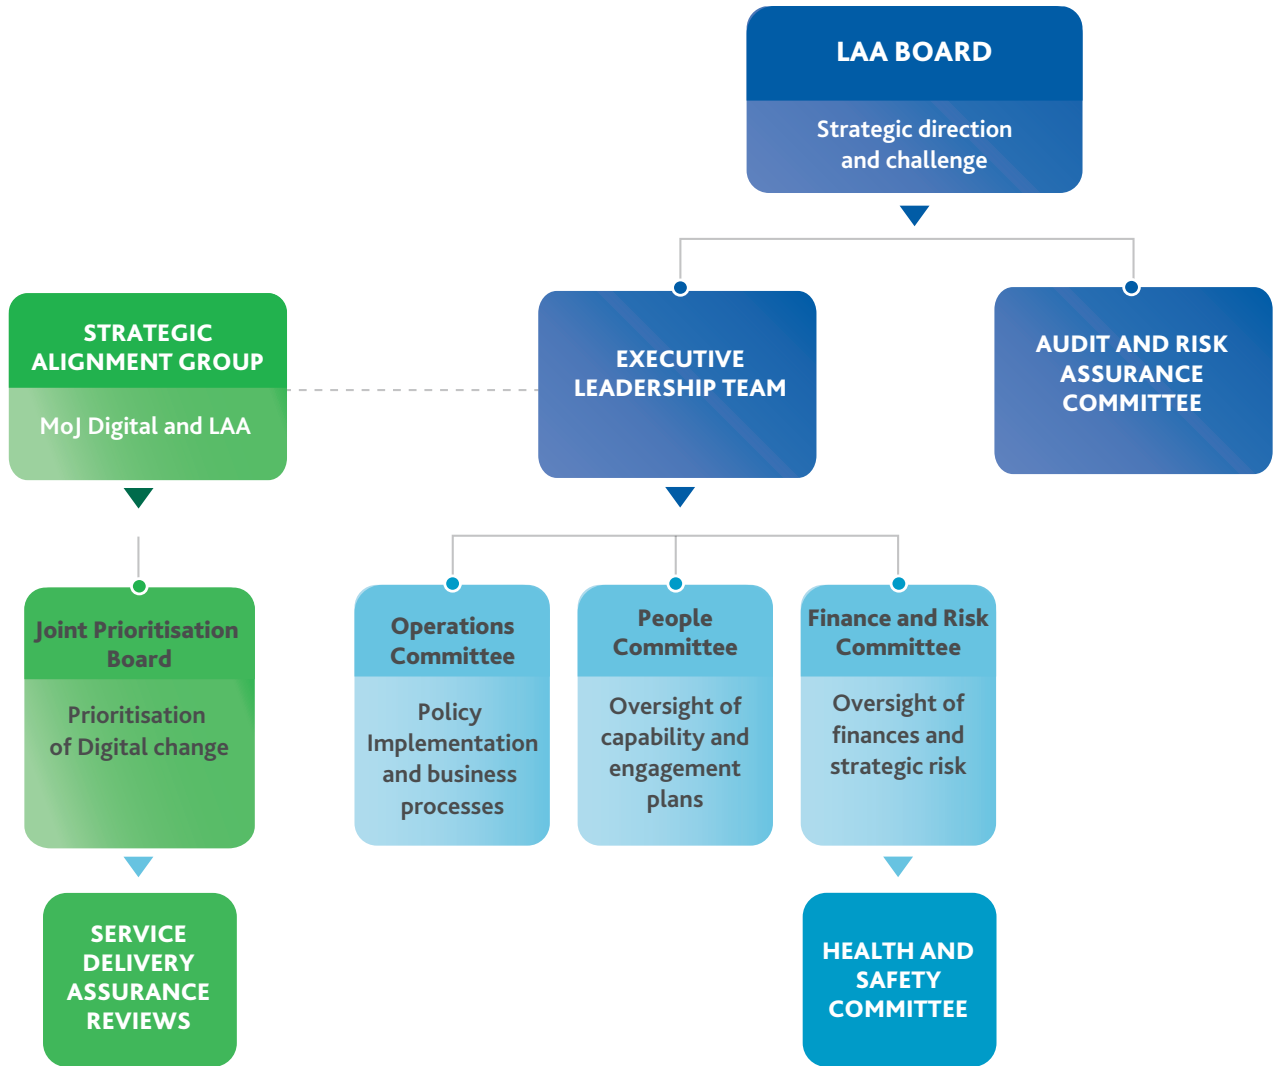 LAA BOARD
Strategic direction
and challenge
STRATEGIC
ALIGNMENT GROUP
MoJ Digital and LAA
EXECUTIVE
LEADERSHIP TEAM
AUDIT AND RISK
ASSURANCE
COMMITTEE
Joint Prioritisation
Board
Prioritisation
of Digital change
Operations
Committee
Policy
Implementation
and business
processes
People
Committee
Oversight of
capability and
engagement
plans
Finance and Risk
Committee
Oversight of
finances and
strategic risk
SERVICE
DELIVERY
ASSURANCE
REVIEWS
HEALTH AND
SAFETY
COMMITTEE